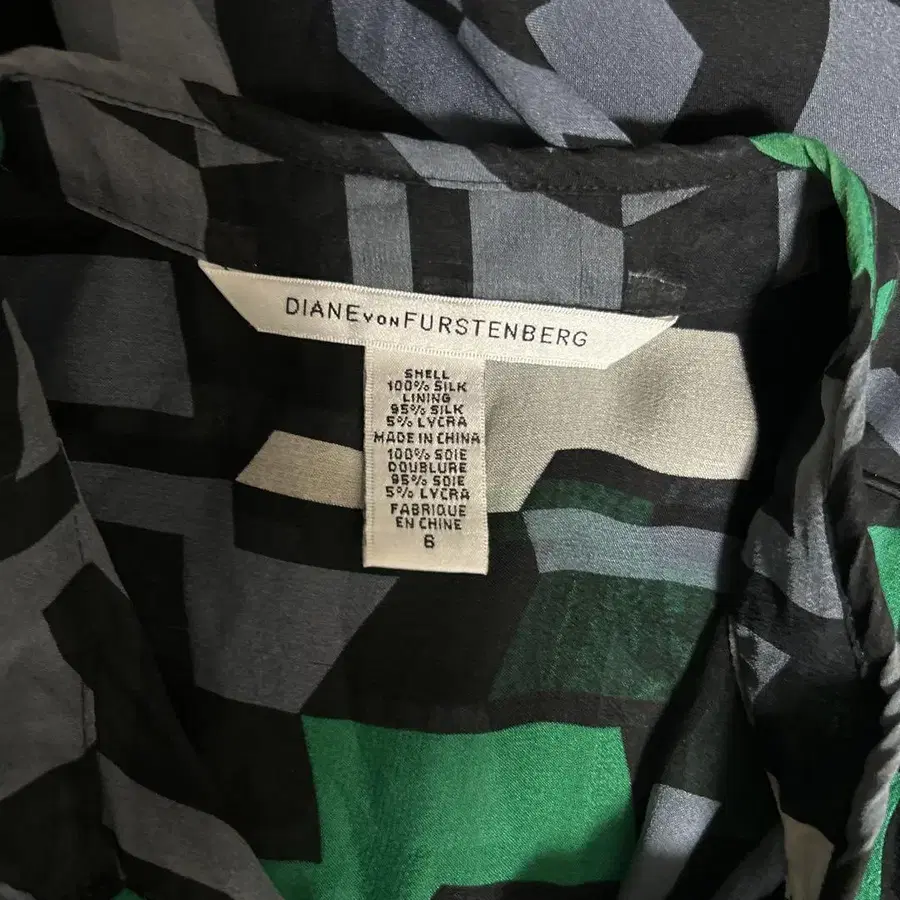 DIANE VON FURSTENBERG
SHELL
100% SILK
LINING
95% SILK
5% LYCRA
MADE IN CHINA
100% SOIE
DOUBLURE
95% SOIE
5% LYCRA
FABRIQUE
EN CHINE
6